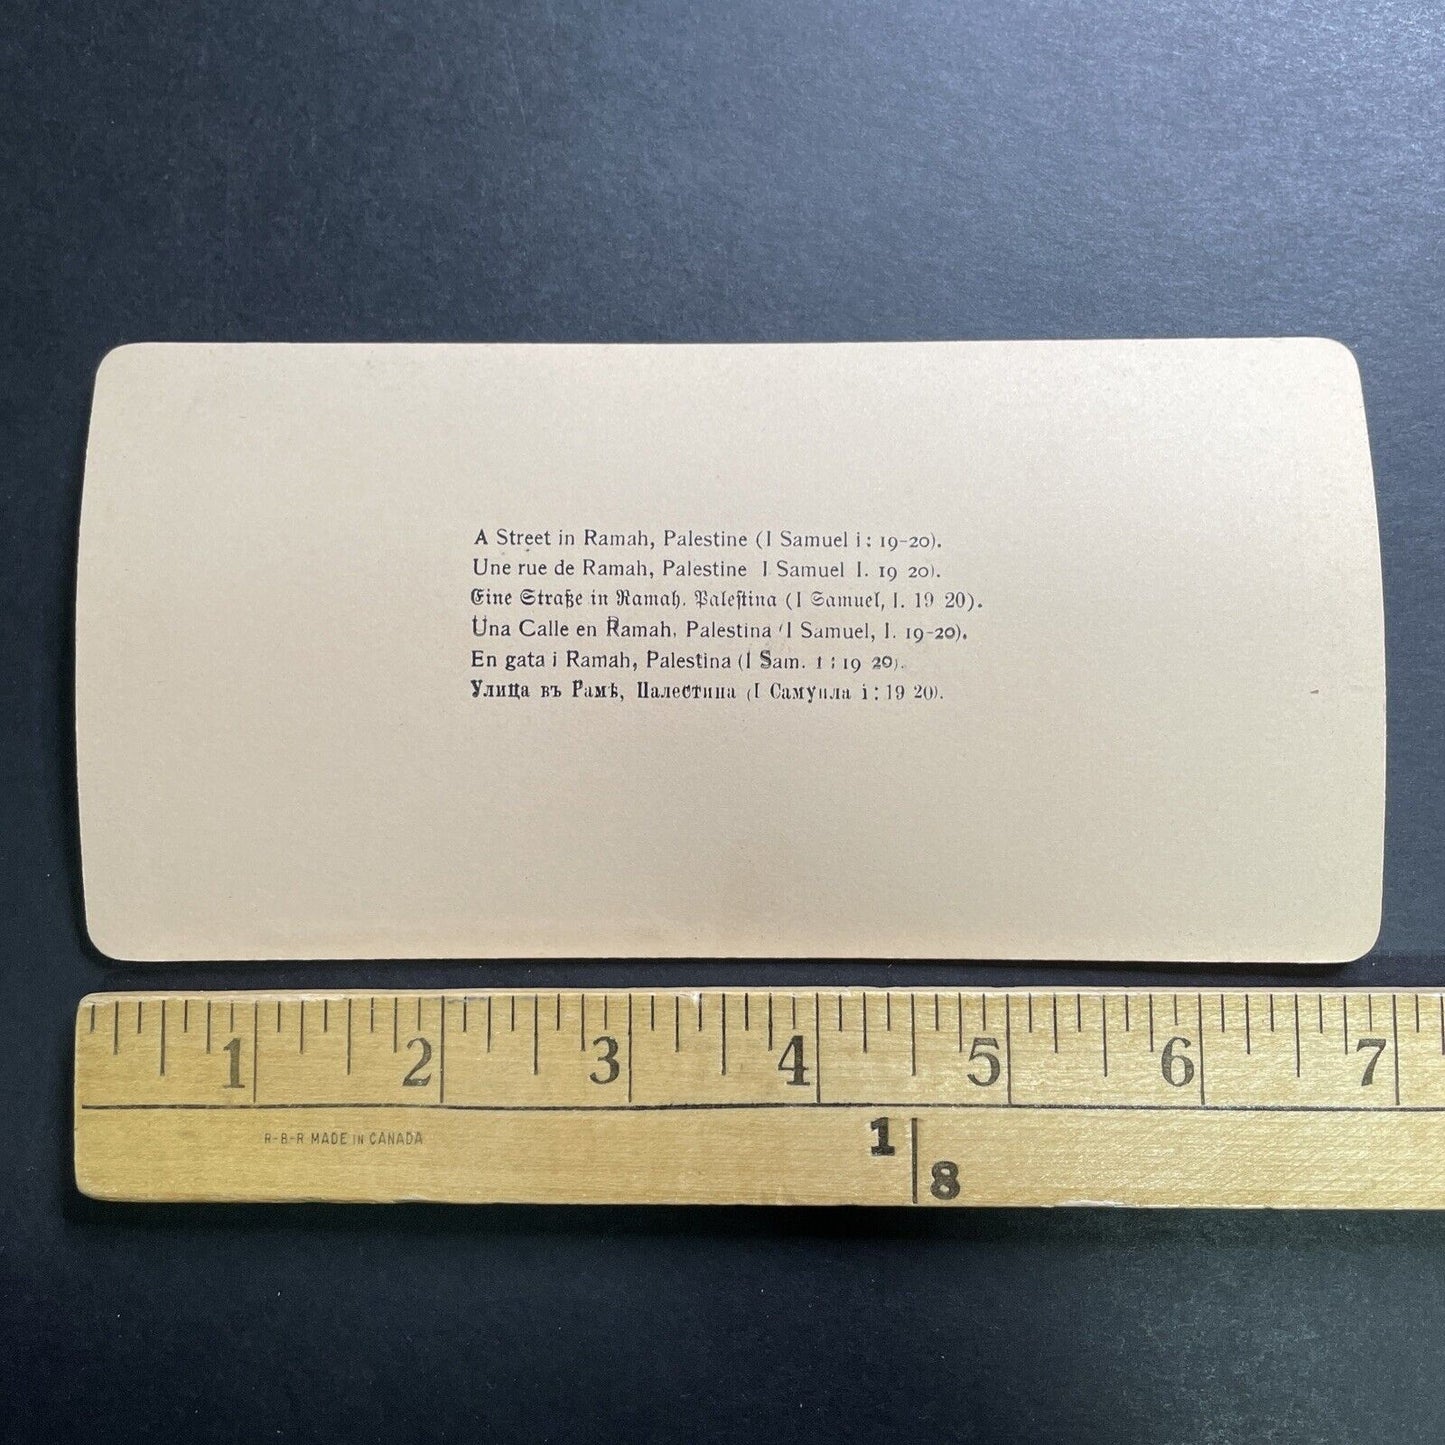 A Street in Ramah, Palestine (I Samuel i: 19-20).
Une rue de Ramah, Palestine I Samuel I. 19 20).
Eine Straße in Ramah. Palestina (I Samuel, I. 19 20).
Una Calle en Ramah, Palestina (I Samuel, I. 19-20).
En gata i Ramah, Palestina (I Sam. 1: 19 20).
Улица въ Рамѣ, Палестина (I Самуила i: 19 20).
1 2 3 4 5 6 7
R-B-R MADE IN CANADA
1 8